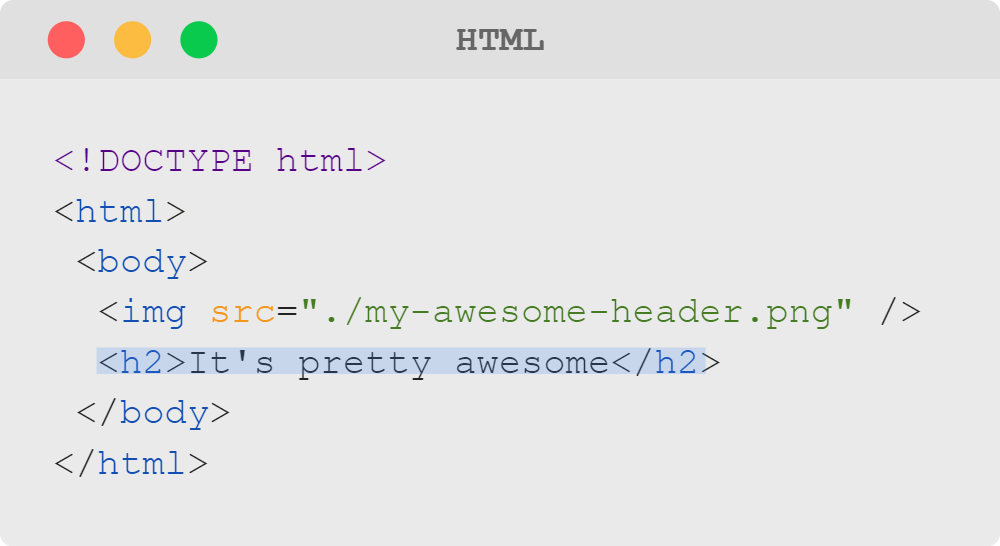 HTML
<!DOCTYPE html>
<html>
<body>
<img src="./my-awesome-header.png" />
<h2>It's pretty awesome</h2>
</body>
</html>